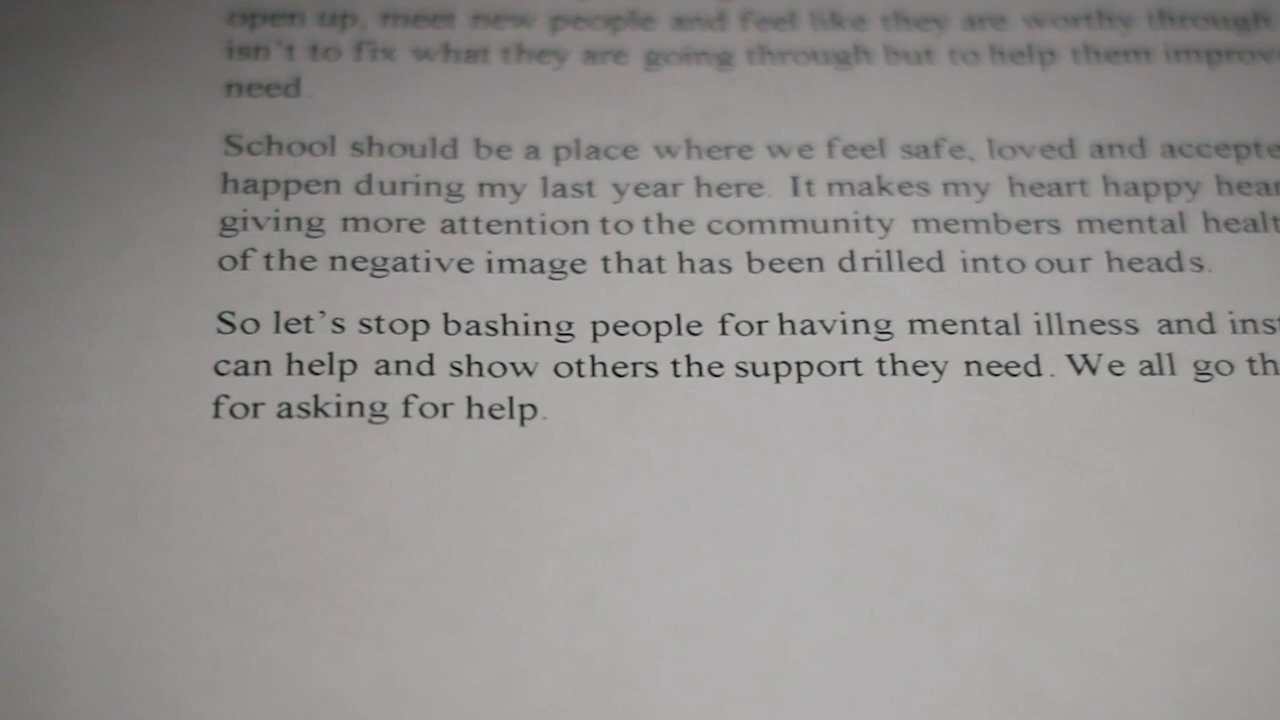 open up, meet new people and feel like they are worthy through
isn't to fix what they are going through but to help them
need
School should be a place where we feel safe, loved and
happen during my last year here. It makes my heart happy
giving more attention to the community members mental
of the negative image that has been drilled into our heads.
So let's stop bashing people for having mental illness and
can help and show others the support they need. We all go
for asking for help.